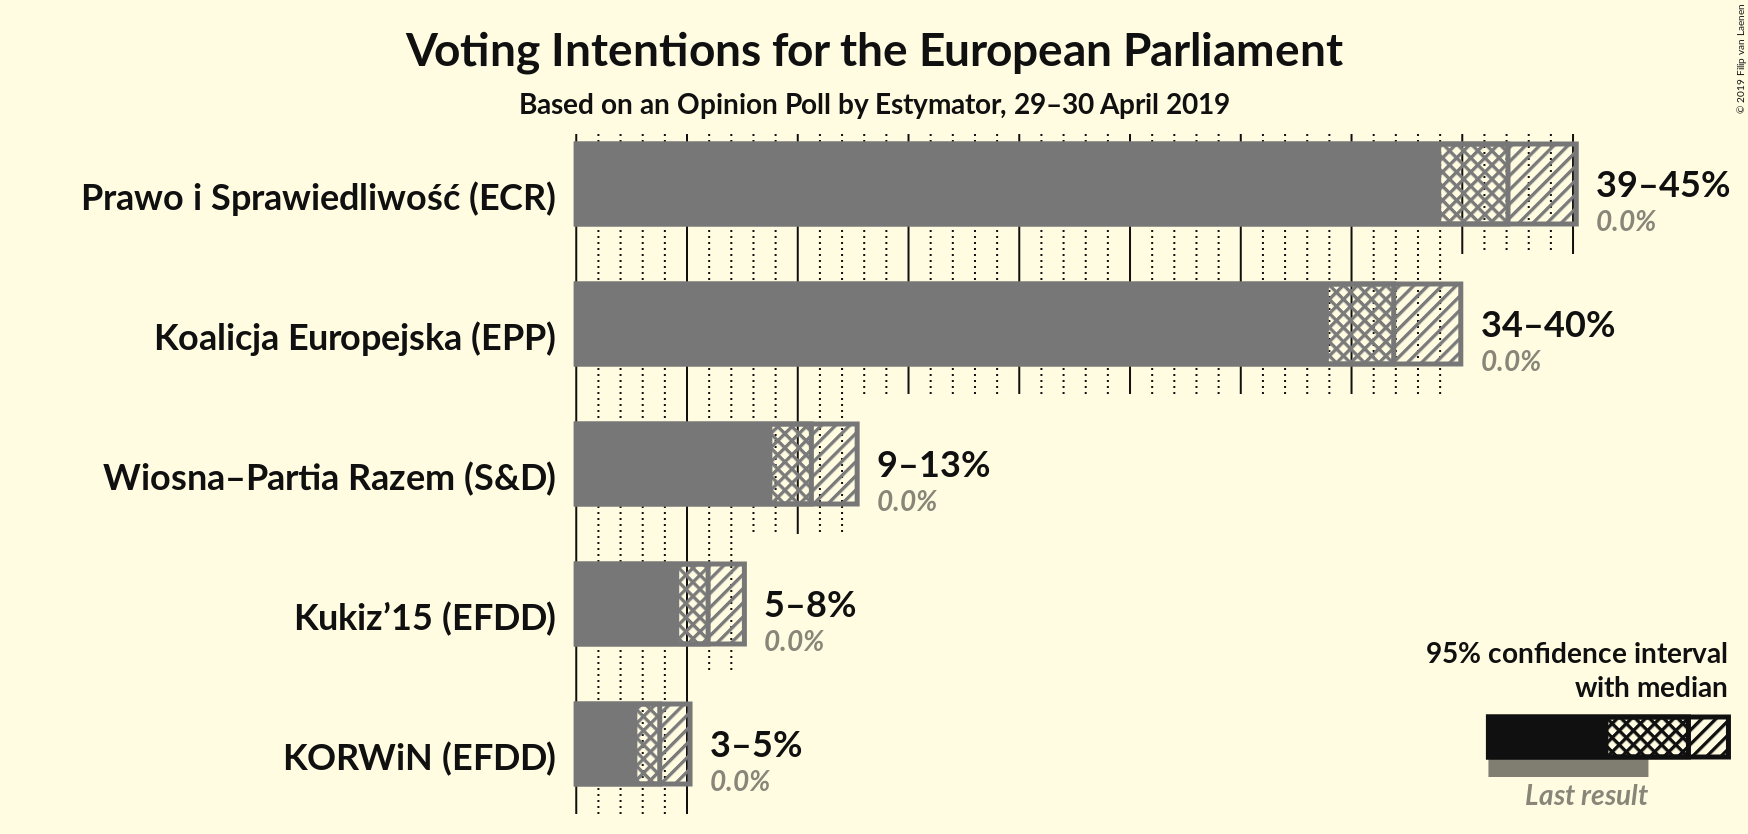 Voting Intentions for the European Parliament
Based on an Opinion Poll by Estymator, 29–30 April 2019
© 2019 Filip van Laenen
Prawo i Sprawiedliwość (ECR)
39–45%
0.0%
Koalicja Europejska (EPP)
34–40%
0.0%
Wiosna–Partia Razem (S&D)
9–13%
0.0%
Kukiz’15 (EFDD)
5–8%
0.0%
KORWiN (EFDD)
3–5%
0.0%
95% confidence interval
with median
Last result